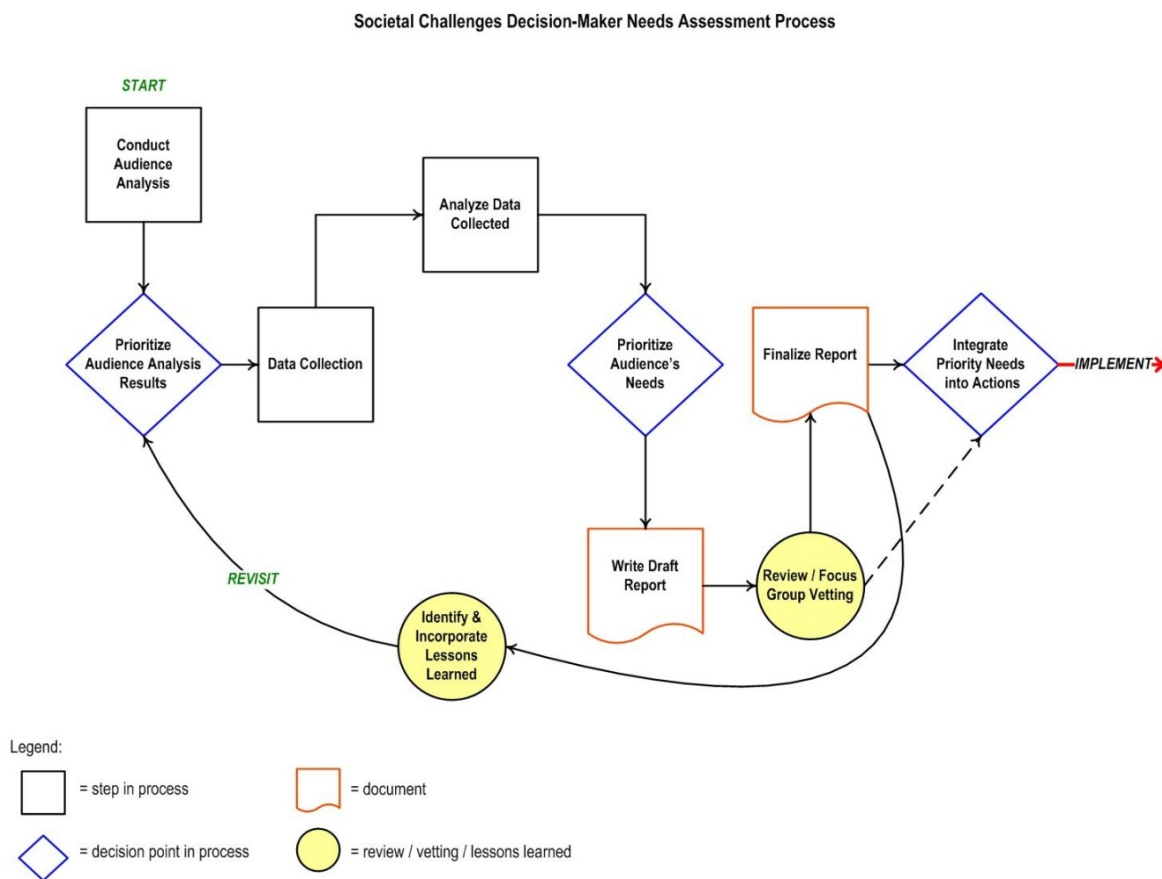 Societal Challenges Decision-Maker Needs Assessment Process
START
Conduct
Audience
Analysis
Analyze Data
Collected
Prioritize
Audience Analysis
Results
Data Collection
Prioritize
Audience's
Needs
Finalize Report
Integrate
Priority Needs
into Actions
IMPLEMENT
Write Draft
Report
Review / Focus
Group Vetting
REVISIT
Identify &
Incorporate
Lessons
Learned
Legend:
= step in process
= document
= decision point in process
= review / vetting / lessons learned